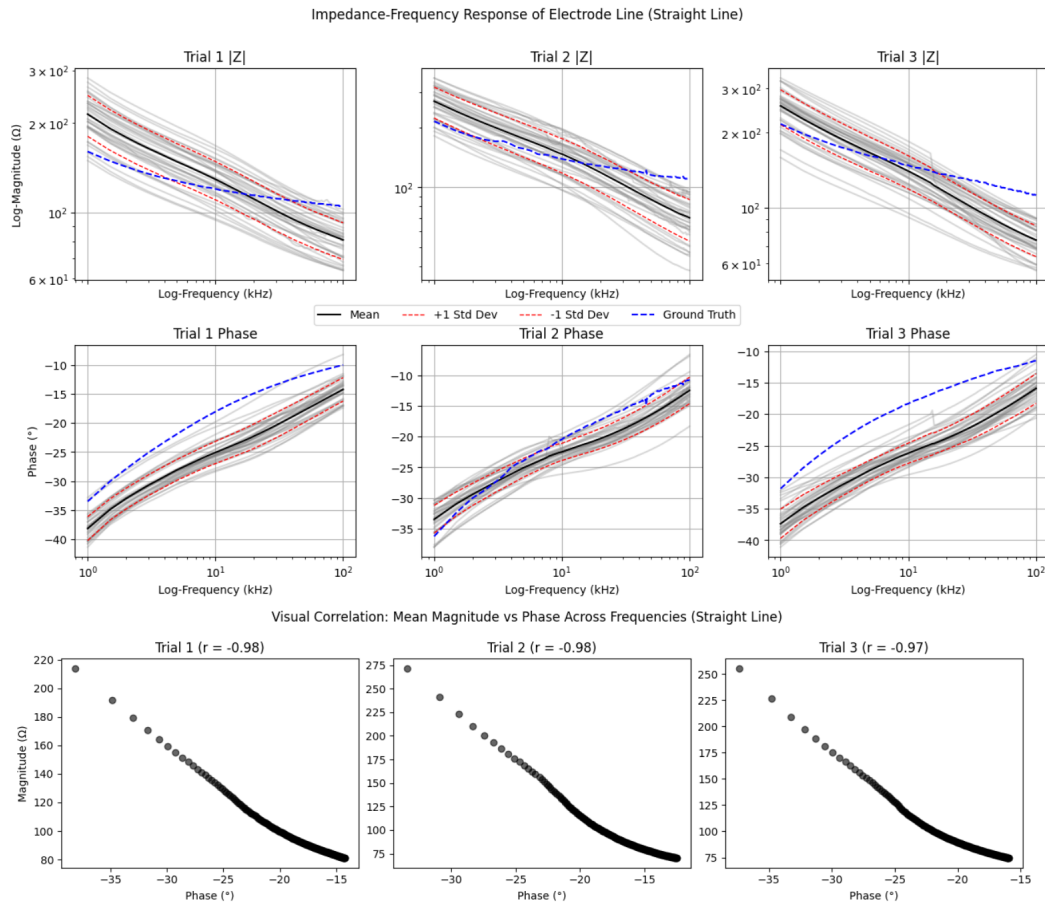 Impedance-Frequency Response of Electrode Line (Straight Line)
Trial 1 |Z|
Trial 2 |Z|
Trial 3 |Z|
Log-Magnitude (Ω)
3 × 10²
2 × 10²
10²
6 × 10¹
10²
3 × 10²
2 × 10²
10²
6 × 10¹
Log-Frequency (kHz)
Log-Frequency (kHz)
Log-Frequency (kHz)
Mean
+1 Std Dev
-1 Std Dev
Ground Truth
Trial 1 Phase
Trial 2 Phase
Trial 3 Phase
Phase (°)
−10
−15
−20
−25
−30
−35
−40
−10
−15
−20
−25
−30
−35
−10
−15
−20
−25
−30
−35
−40
10⁰ 10¹ 10²
10⁰ 10¹ 10²
10⁰ 10¹ 10²
Log-Frequency (kHz)
Log-Frequency (kHz)
Log-Frequency (kHz)
Visual Correlation: Mean Magnitude vs Phase Across Frequencies (Straight Line)
Trial 1 (r = -0.98)
Trial 2 (r = -0.98)
Trial 3 (r = -0.97)
Magnitude (Ω)
220
200
180
160
140
120
100
80
275
250
225
200
175
150
125
100
75
250
225
200
175
150
125
100
75
−35 −30 −25 −20 −15
−30 −25 −20 −15
−35 −30 −25 −20 −15
Phase (°)
Phase (°)
Phase (°)